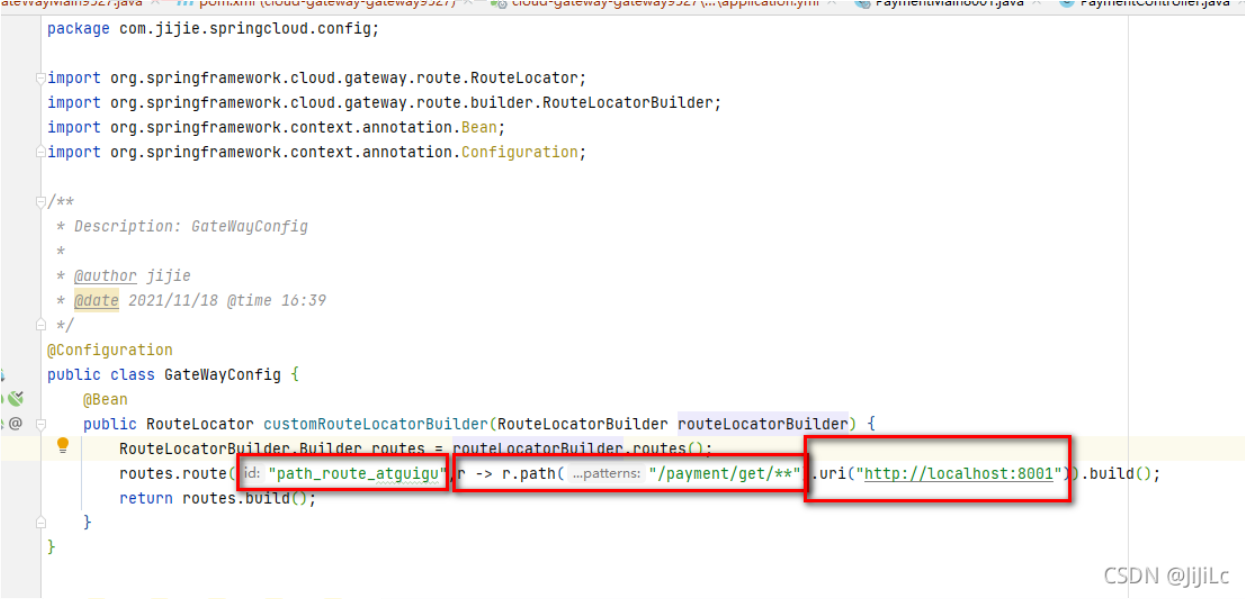 ateWayMain9527.java pom.xml (cloud-gateway-gateway9527) cloud-gateway-gateway9527\...\application.yml PaymentMain8001.java PaymentController.java
package com.jijie.springcloud.config;
import org.springframework.cloud.gateway.route.RouteLocator;
import org.springframework.cloud.gateway.route.builder.RouteLocatorBuilder;
import org.springframework.context.annotation.Bean;
import org.springframework.context.annotation.Configuration;
/**
* Description: GateWayConfig
*
* @author jijie
* @date 2021/11/18 @time 16:39
*/
@Configuration
public class GateWayConfig {
@Bean
public RouteLocator customRouteLocatorBuilder(RouteLocatorBuilder routeLocatorBuilder) {
RouteLocatorBuilder.Builder routes = routeLocatorBuilder.routes();
routes.route( id: "path_route_atguigu",r -> r.path( ...patterns: "/payment/get/**").uri("http://localhost:8001")).build();
return routes.build();
}
}
CSDN @JiJiLc